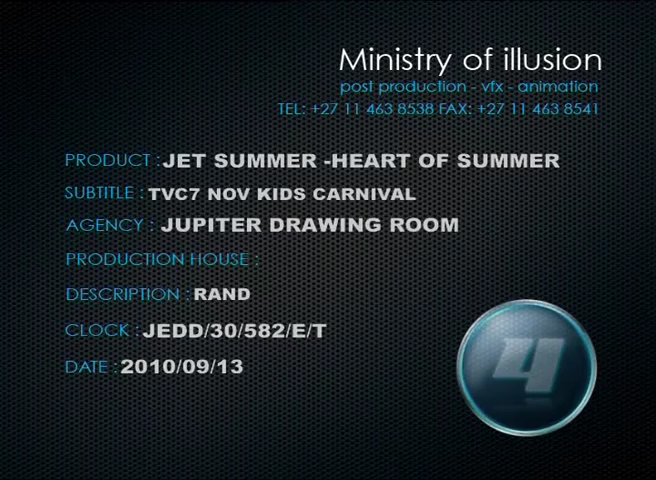 Ministry of illusion
post production - vfx - animation
TEL: +27 11 463 8538 FAX: +27 11 463 8541
PRODUCT : JET SUMMER -HEART OF SUMMER
SUBTITLE : TVC7 NOV KIDS CARNIVAL
AGENCY : JUPITER DRAWING ROOM
PRODUCTION HOUSE :
DESCRIPTION : RAND
CLOCK : JEDD/30/582/E/T
DATE : 2010/09/13
4